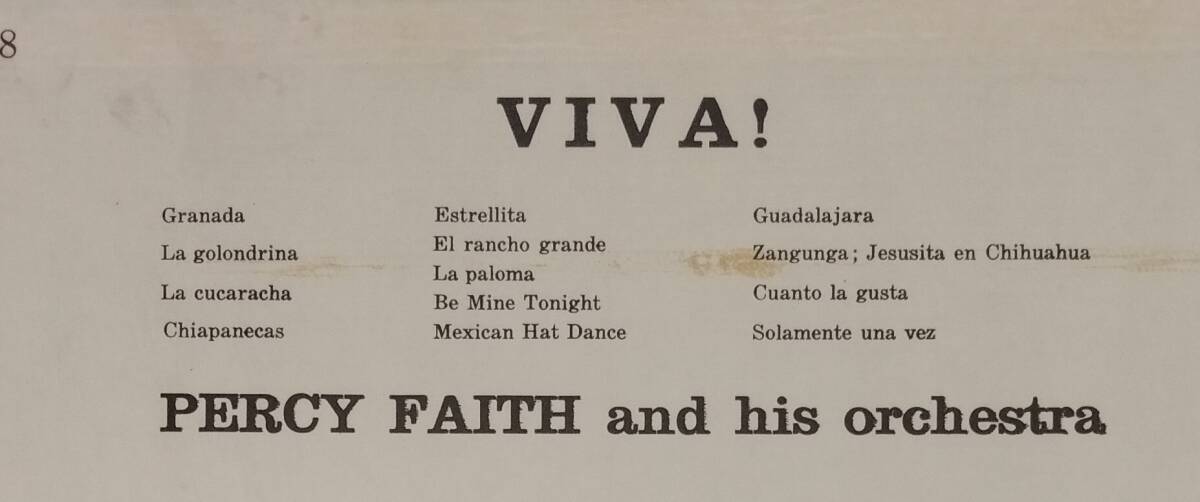 8
VIVA!
Granada
La golondrina
La cucaracha
Chiapanecas
Estrellita
El rancho grande
La paloma
Be Mine Tonight
Mexican Hat Dance
Guadalajara
Zangunga; Jesusita en Chihuahua
Cuanto la gusta
Solamente una vez
PERCY FAITH and his orchestra